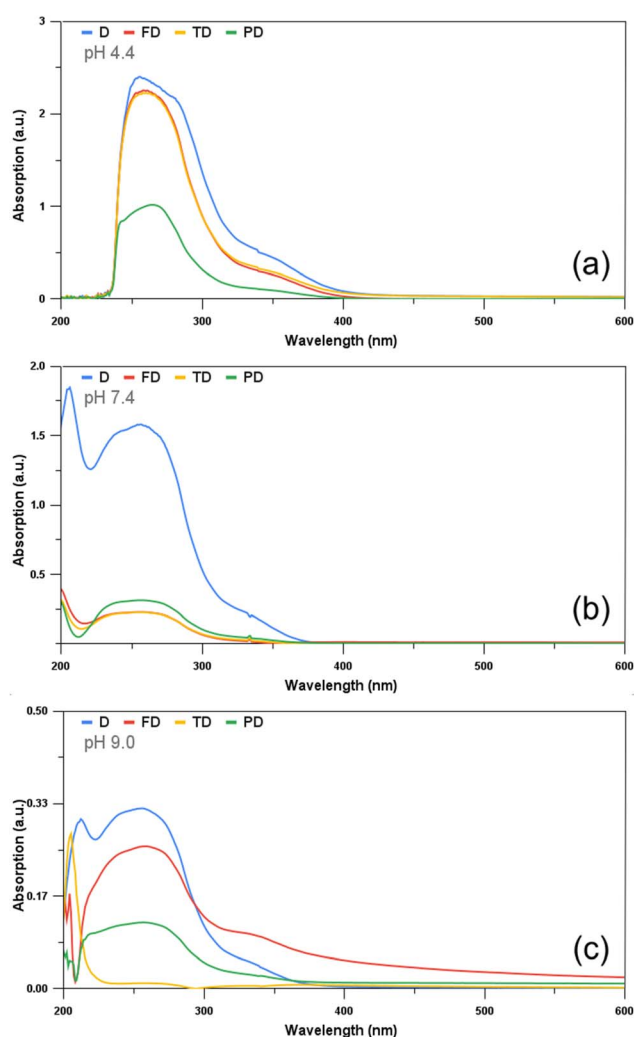 D FD TD PD
pH 4.4
3
2
1
0
Absorption (a.u.)
(a)
200 300 400 500 600
Wavelength (nm)
D FD TD PD
pH 7.4
2.0
1.5
1.0
0.5
Absorption (a.u.)
(b)
200 300 400 500 600
Wavelength (nm)
D FD TD PD
pH 9.0
0.50
0.33
0.17
0.00
Absorption (a.u.)
(c)
200 300 400 500 600
Wavelength (nm)